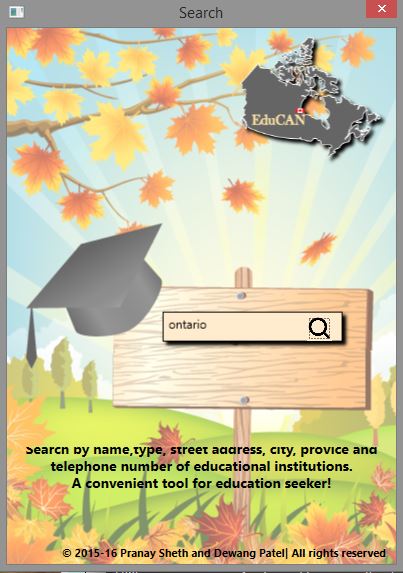 Search
EduCAN
ontario
Search by name,type, street address, city, provice and
telephone number of educational institutions.
A convenient tool for education seeker!
© 2015-16 Pranay Sheth and Dewang Patel| All rights reserved